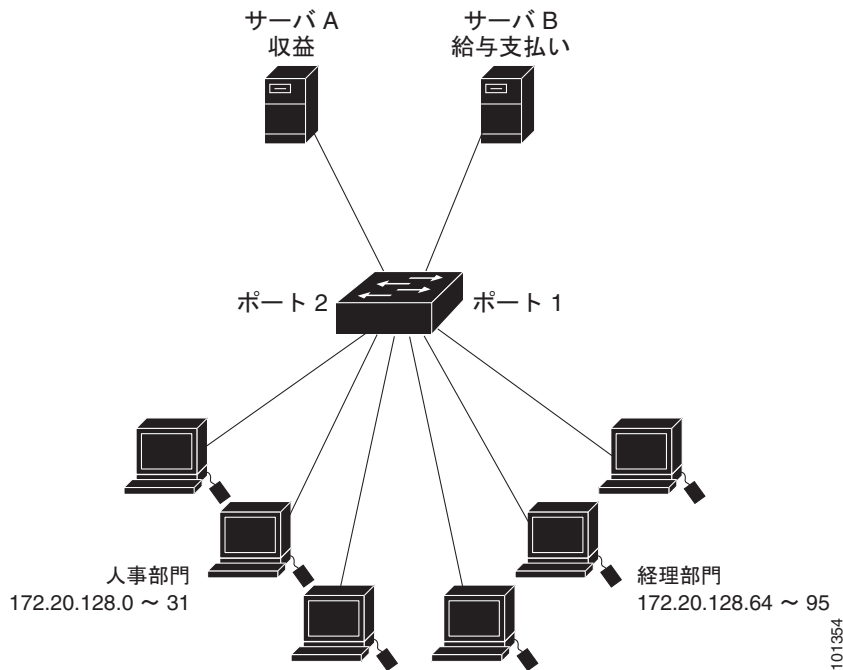 サーバ A
収益
サーバ B
給与支払い
ポート 2
ポート 1
人事部門
172.20.128.0 ～ 31
経理部門
172.20.128.64 ～ 95
101354